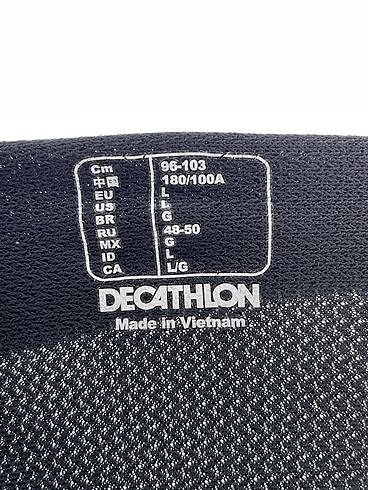 Cm 96-103
中国 180/100A
EU L
US L
BR G
RU 48-50
MX G
ID L
CA L/G
DECATHLON
Made in Vietnam